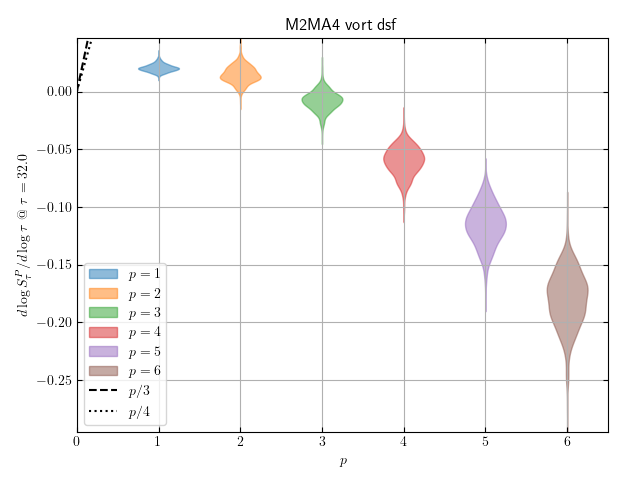 M2MA4 vort dsf
d log S_τ^P / d log τ @ τ = 32.0
0.00
−0.05
−0.10
−0.15
−0.20
−0.25
p = 1
p = 2
p = 3
p = 4
p = 5
p = 6
p/3
p/4
0 1 2 3 4 5 6
p